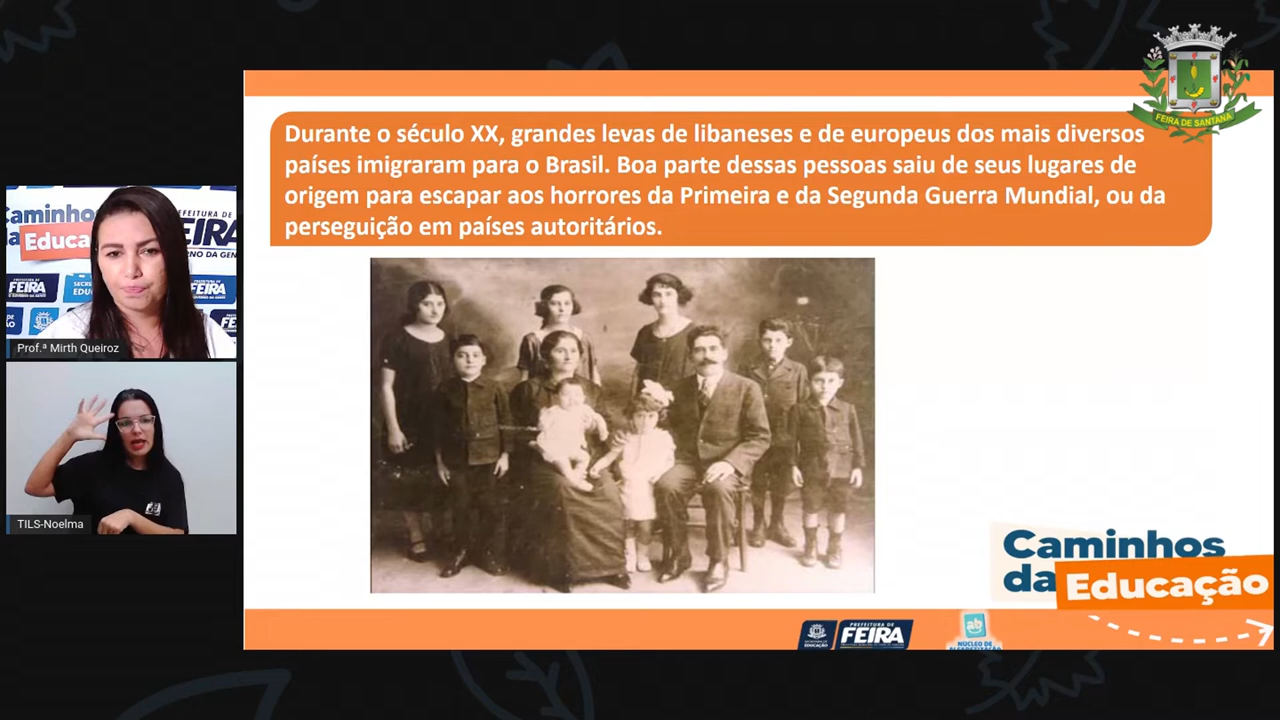 FEIRA DE SANTANA
Durante o século XX, grandes levas de libaneses e de europeus dos mais diversos
países imigraram para o Brasil. Boa parte dessas pessoas saiu de seus lugares de
origem para escapar aos horrores da Primeira e da Segunda Guerra Mundial, ou da
perseguição em países autoritários.
Prof.ª Mirth Queiroz
TILS-Noelma
Caminhos
da Educação
PREFEITURA DE
FEIRA